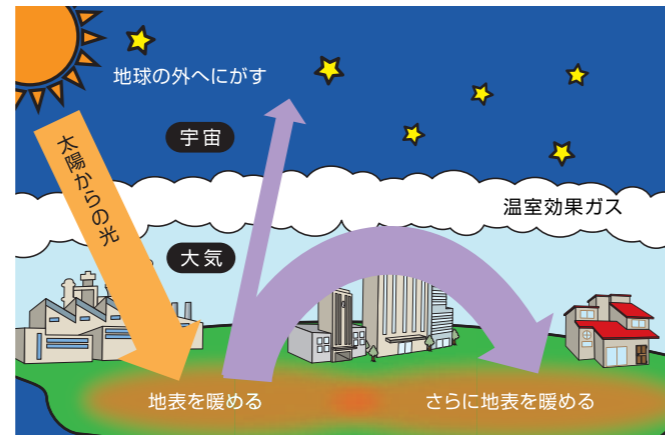 地球の外へにがす
宇宙
太陽からの光
温室効果ガス
大気
地表を暖める
さらに地表を暖める